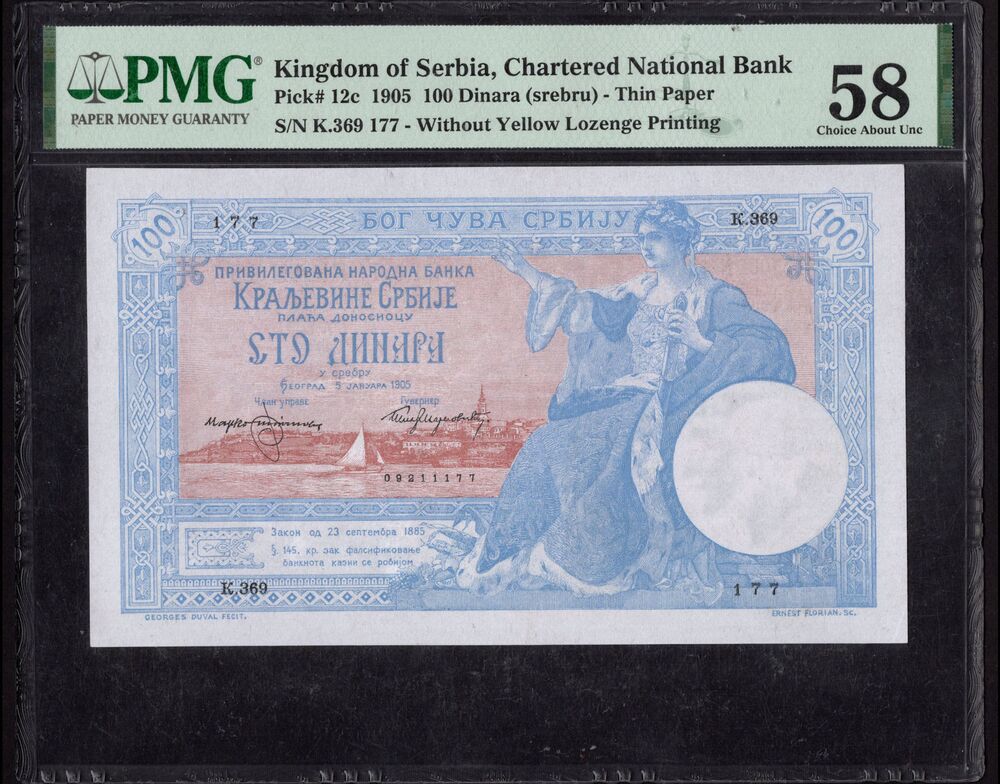 PMG®
PAPER MONEY GUARANTY
Kingdom of Serbia, Chartered National Bank
Pick# 12c 1905 100 Dinara (srebru) - Thin Paper
S/N K.369 177 - Without Yellow Lozenge Printing
58
Choice About Unc
100
177
БОГ ЧУВА СРБИЈУ
К.369
100
ПРИВИЛЕГОВАНА НАРОДНА БАНКА
КРАЉЕВИНЕ СРБИЈЕ
ПЛАЋА ДОНОСИОЦУ
СТО ДИНАРА
У СРЕБРУ
БЕОГРАД 5 ЈАНУАРА 1905
Члан управе
Гувернер
09211177
Закон од 23 септембра 1885
§. 145. кр. зак фалсификовање
банкнота казни се робијом
К.369
177
GEORGES DUVAL FECIT.
ERNEST FLORIAN. SC.